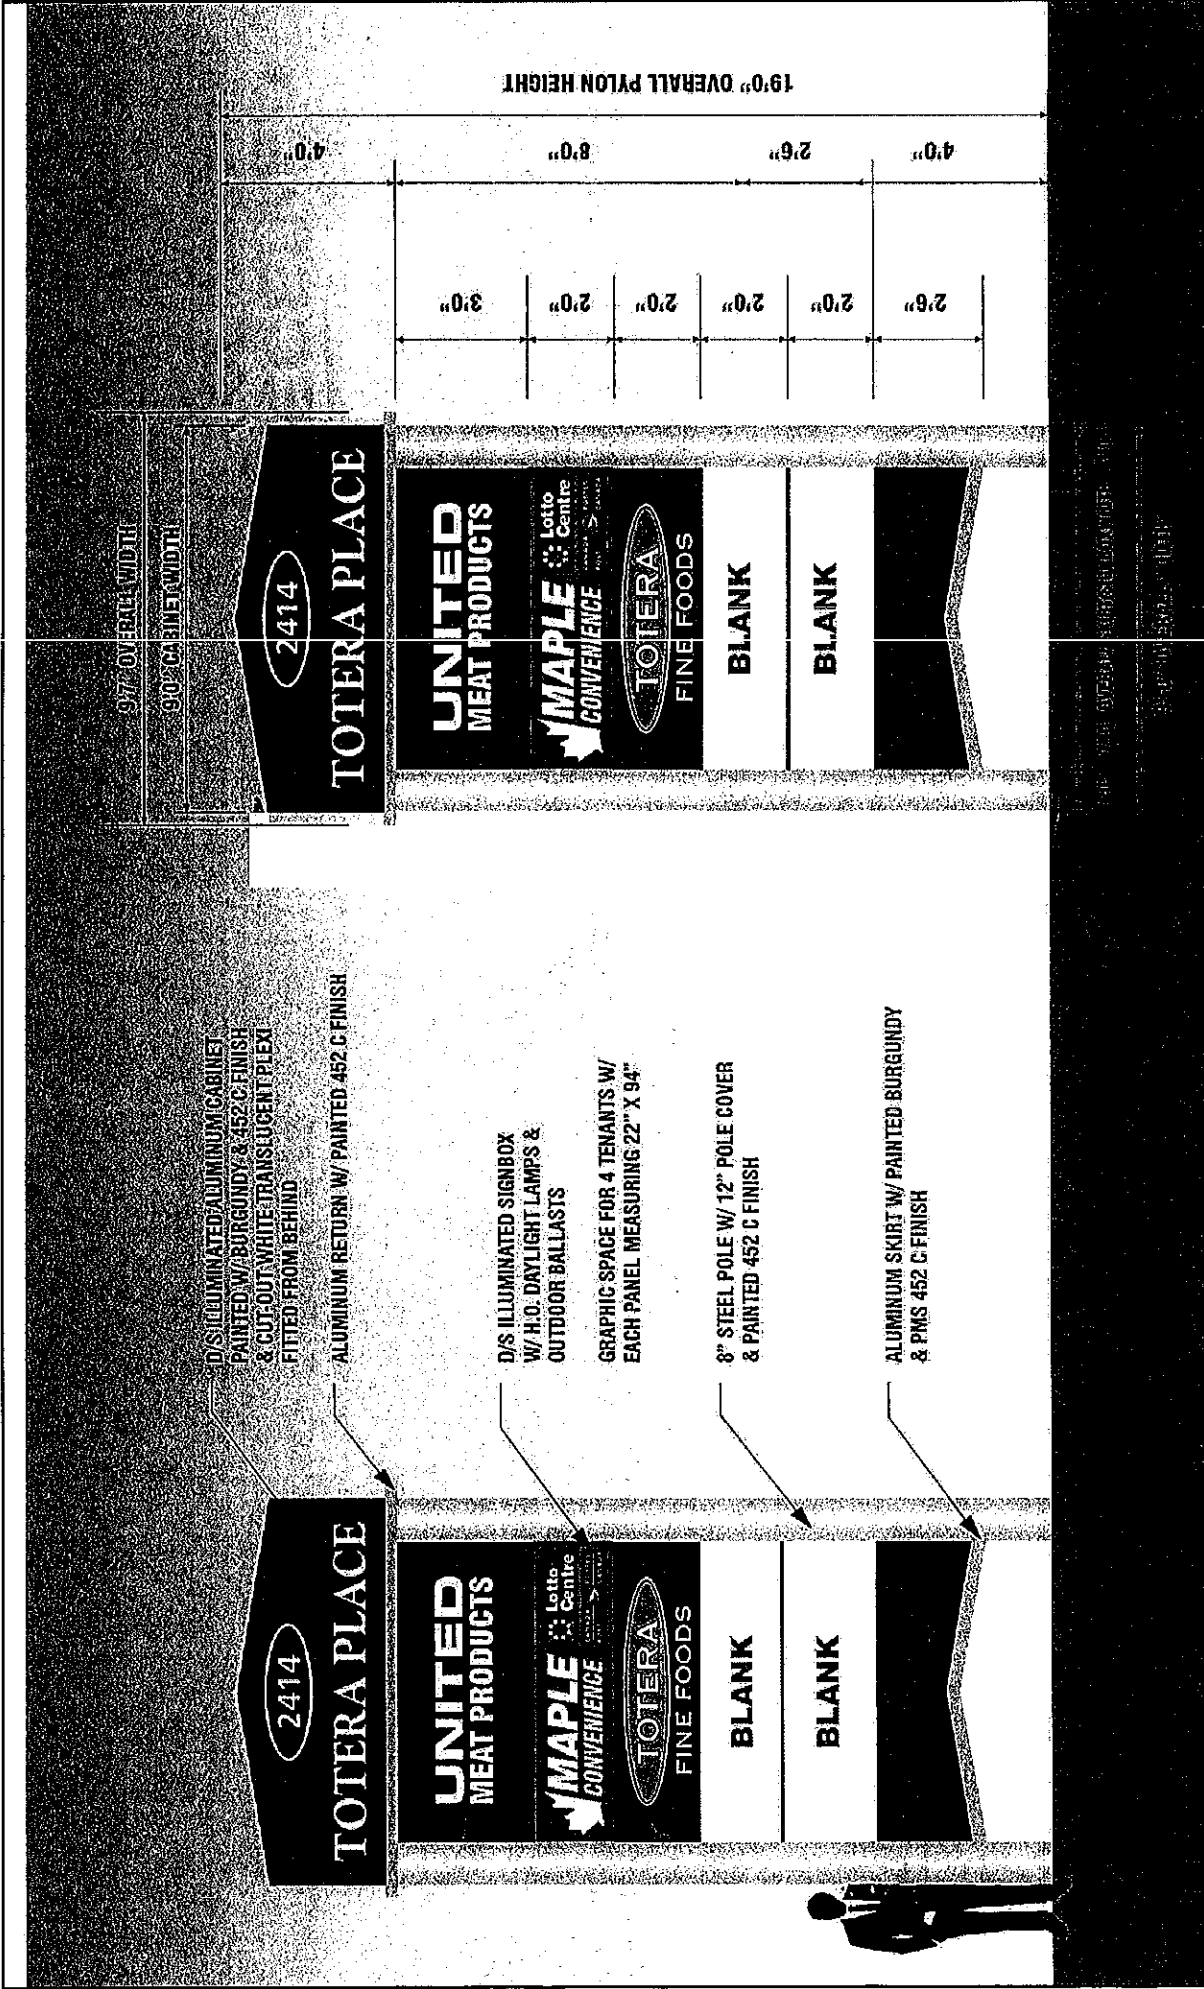 2414
TOTERA PLACE
UNITED
MEAT PRODUCTS
MAPLE
CONVENIENCE
Lotto
Centre
TOTERA
FINE FOODS
BLANK
BLANK
D/S ILLUMINATED ALUMINUM CABINET
PAINTED W/ BURGUNDY & 452 C FINISH
& CUT-OUT WHITE TRANSLUCENT PLEXI
FITTED FROM BEHIND
ALUMINUM RETURN W/ PAINTED 452 C FINISH
D/S ILLUMINATED SIGNBOX
W/ H.O. DAYLIGHT LAMPS &
OUTDOOR BALLASTS
GRAPHIC SPACE FOR 4 TENANTS W/
EACH PANEL MEASURING 22" X 94"
8" STEEL POLE W/ 12" POLE COVER
& PAINTED 452 C FINISH
ALUMINUM SKIRT W/ PAINTED BURGUNDY
& PMS 452 C FINISH
9'7" OVERALL WIDTH
9'0" CABINET WIDTH
2414
TOTERA PLACE
UNITED
MEAT PRODUCTS
MAPLE
CONVENIENCE
Lotto
Centre
TOTERA
FINE FOODS
BLANK
BLANK
3'0"
2'0"
2'0"
2'0"
2'0"
2'6"
4'0"
8'0"
2'6"
4'0"
19'0" OVERALL PYLON HEIGHT